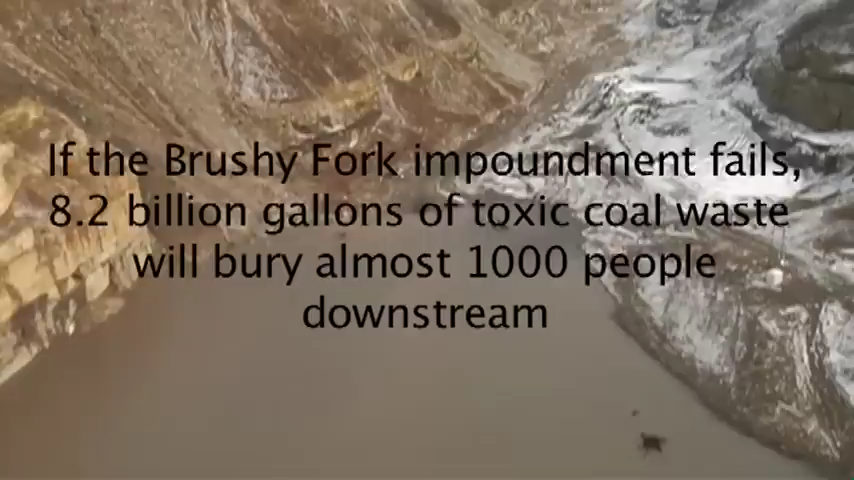 If the Brushy Fork impoundment fails,
8.2 billion gallons of toxic coal waste
will bury almost 1000 people
downstream